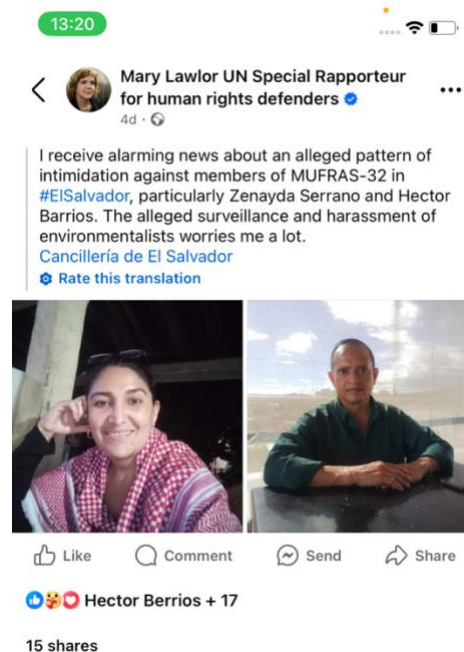 13:20
Mary Lawlor UN Special Rapporteur
for human rights defenders
4d ·
I receive alarming news about an alleged pattern of
intimidation against members of MUFRAS-32 in
#ElSalvador, particularly Zenayda Serrano and Hector
Barrios. The alleged surveillance and harassment of
environmentalists worries me a lot.
Cancillería de El Salvador
Rate this translation
Like Comment Send Share
Hector Berrios + 17
15 shares